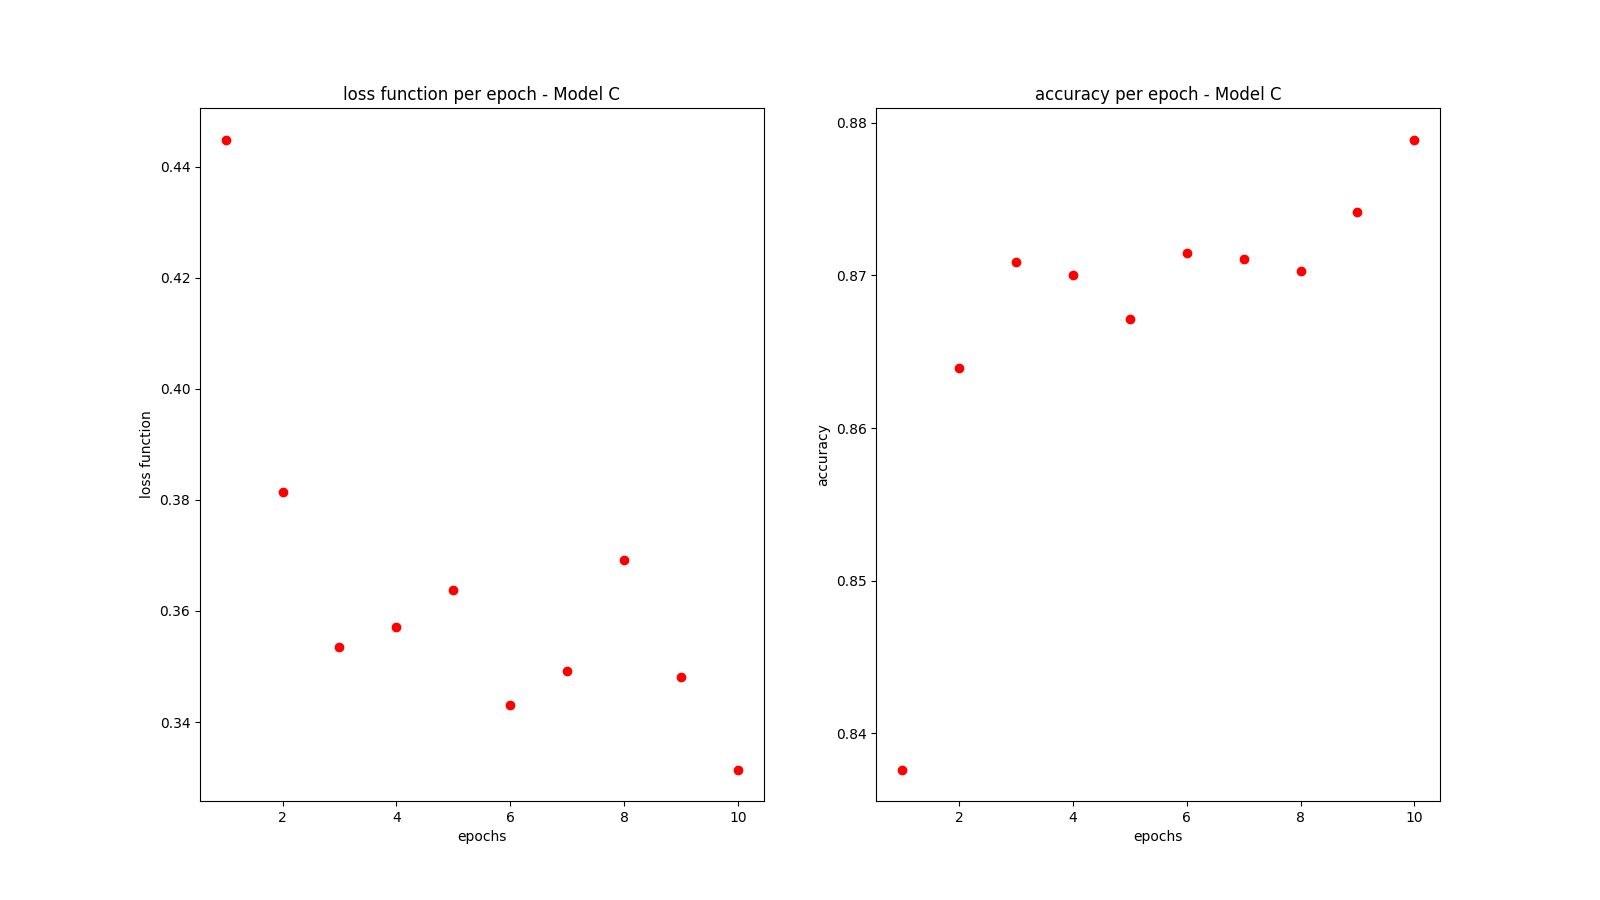 loss function per epoch - Model C
0.44
0.42
0.40
0.38
0.36
0.34
loss function
2 4 6 8 10
epochs
accuracy per epoch - Model C
0.88
0.87
0.86
0.85
0.84
accuracy
2 4 6 8 10
epochs